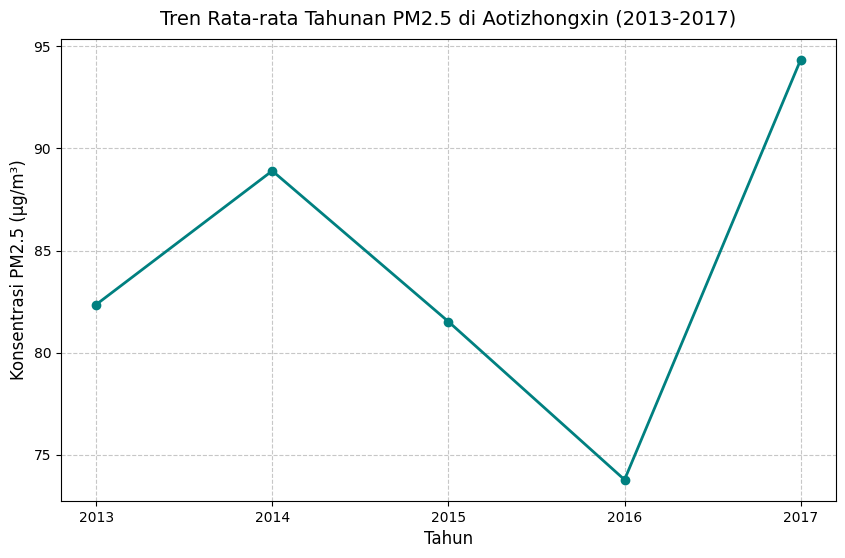 Tren Rata-rata Tahunan PM2.5 di Aotizhongxin (2013-2017)
Konsentrasi PM2.5 (µg/m³)
95
90
85
80
75
2013 2014 2015 2016 2017
Tahun